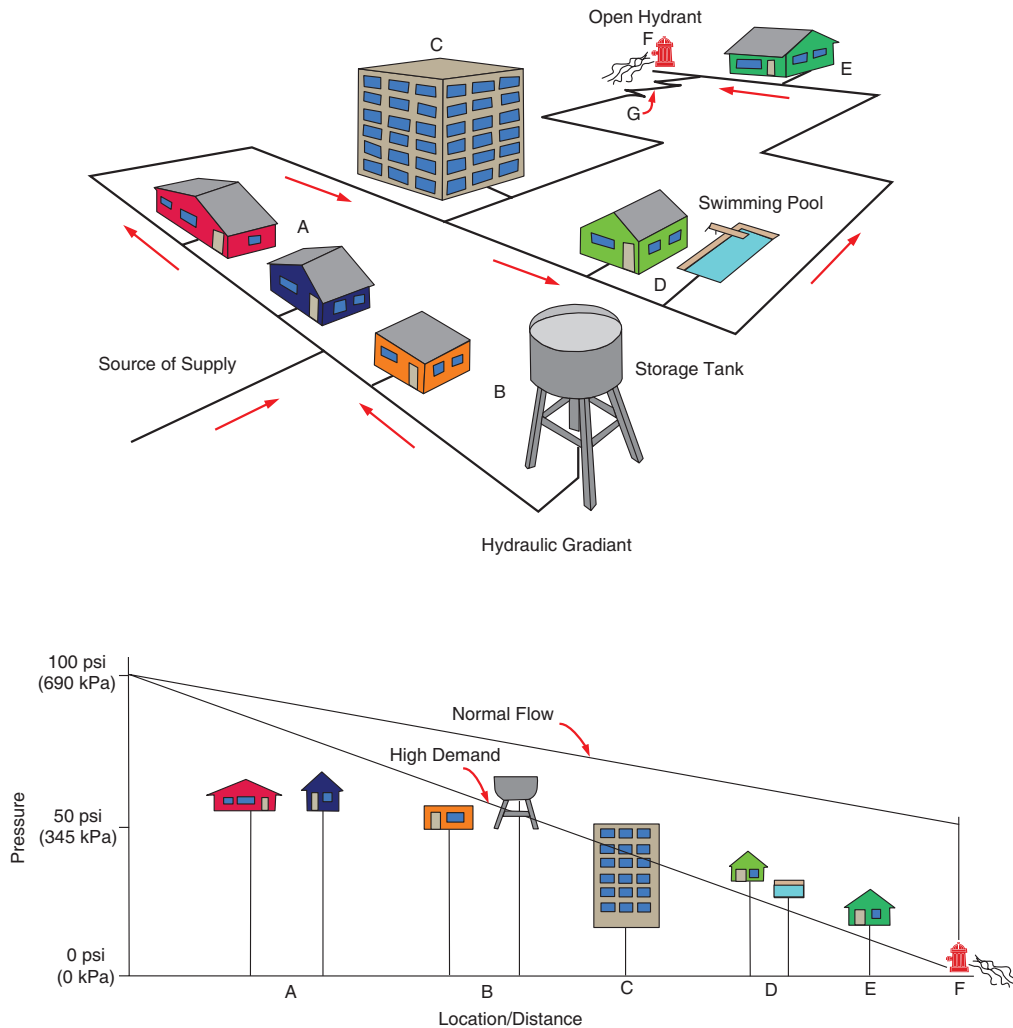 Open Hydrant
F
C
E
G
Swimming Pool
A
D
Source of Supply
Storage Tank
B
Hydraulic Gradiant
100 psi
(690 kPa)
Normal Flow
High Demand
50 psi
(345 kPa)
Pressure
0 psi
(0 kPa)
A
B
C
D
E
F
Location/Distance